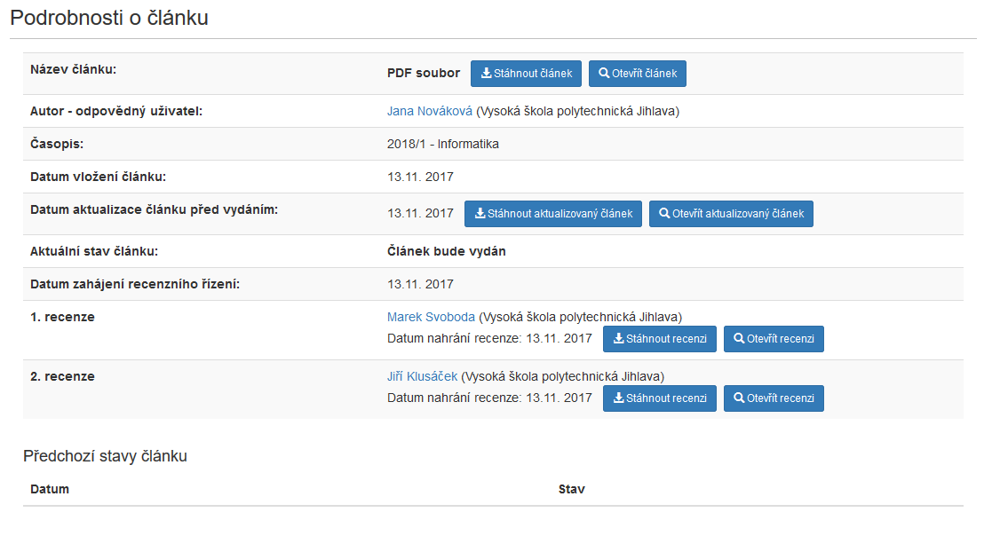 Podrobnosti o článku
Název článku: PDF soubor Stáhnout článek Otevřít článek
Autor - odpovědný uživatel: Jana Nováková (Vysoká škola polytechnická Jihlava)
Časopis: 2018/1 - Informatika
Datum vložení článku: 13.11. 2017
Datum aktualizace článku před vydáním: 13.11. 2017 Stáhnout aktualizovaný článek Otevřít aktualizovaný článek
Aktuální stav článku: Článek bude vydán
Datum zahájení recenzního řízení: 13.11. 2017
1. recenze Marek Svoboda (Vysoká škola polytechnická Jihlava)
Datum nahrání recenze: 13.11. 2017 Stáhnout recenzi Otevřít recenzi
2. recenze Jiří Klusáček (Vysoká škola polytechnická Jihlava)
Datum nahrání recenze: 13.11. 2017 Stáhnout recenzi Otevřít recenzi
Předchozí stavy článku
Datum Stav